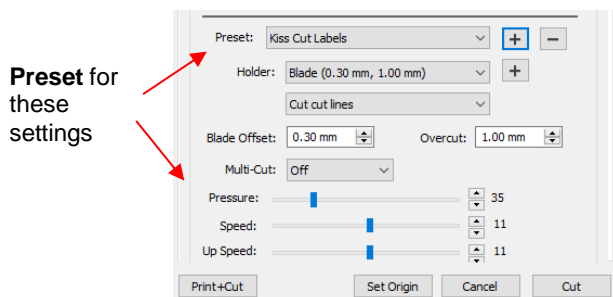 Preset: Kiss Cut Labels + −
Holder: Blade (0.30 mm, 1.00 mm) +
Cut cut lines
Blade Offset: 0.30 mm Overcut: 1.00 mm
Multi-Cut: Off
Pressure: 35
Speed: 11
Up Speed: 11
Print+Cut Set Origin Cancel Cut
Preset for
these
settings